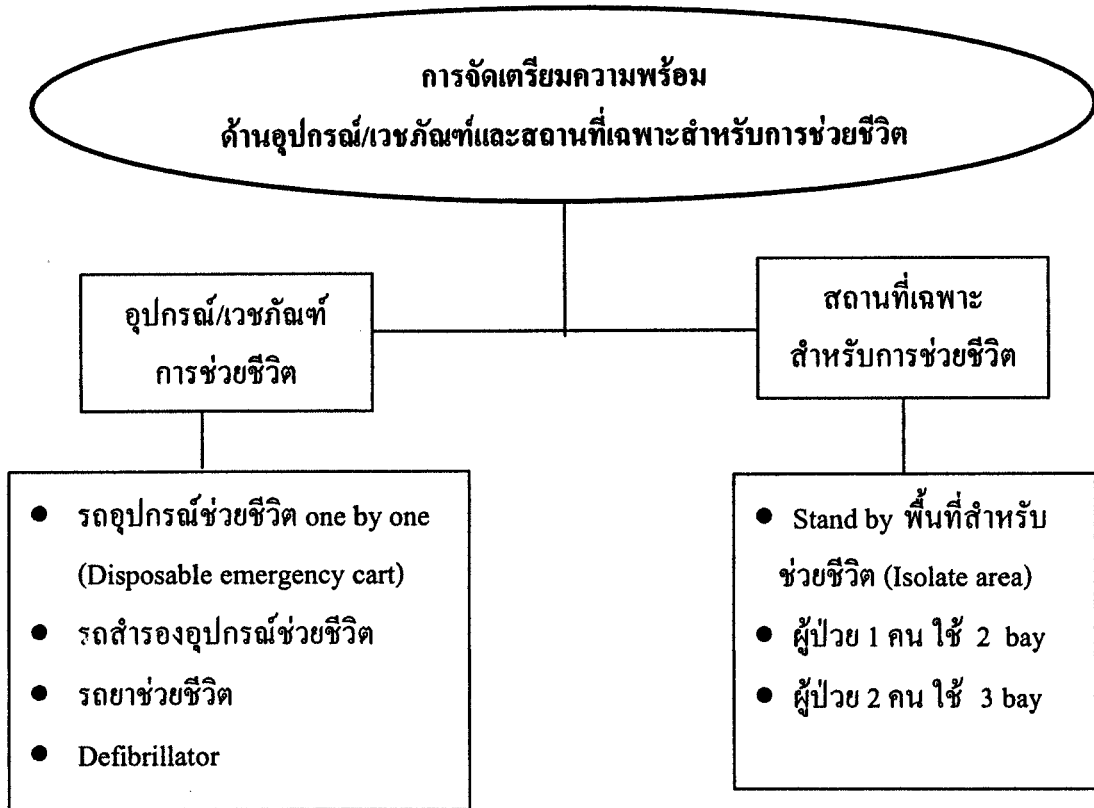 การจัดเตรียมความพร้อม
ด้านอุปกรณ์/เวชภัณฑ์และสถานที่เฉพาะสำหรับการช่วยชีวิต
อุปกรณ์/เวชภัณฑ์
การช่วยชีวิต
สถานที่เฉพาะ
สำหรับการช่วยชีวิต
● รถอุปกรณ์ช่วยชีวิต one by one
(Disposable emergency cart)
● รถสำรองอุปกรณ์ช่วยชีวิต
● รถยาช่วยชีวิต
● Defibrillator
● Stand by พื้นที่สำหรับ
ช่วยชีวิต (Isolate area)
● ผู้ป่วย 1 คน ใช้ 2 bay
● ผู้ป่วย 2 คน ใช้ 3 bay